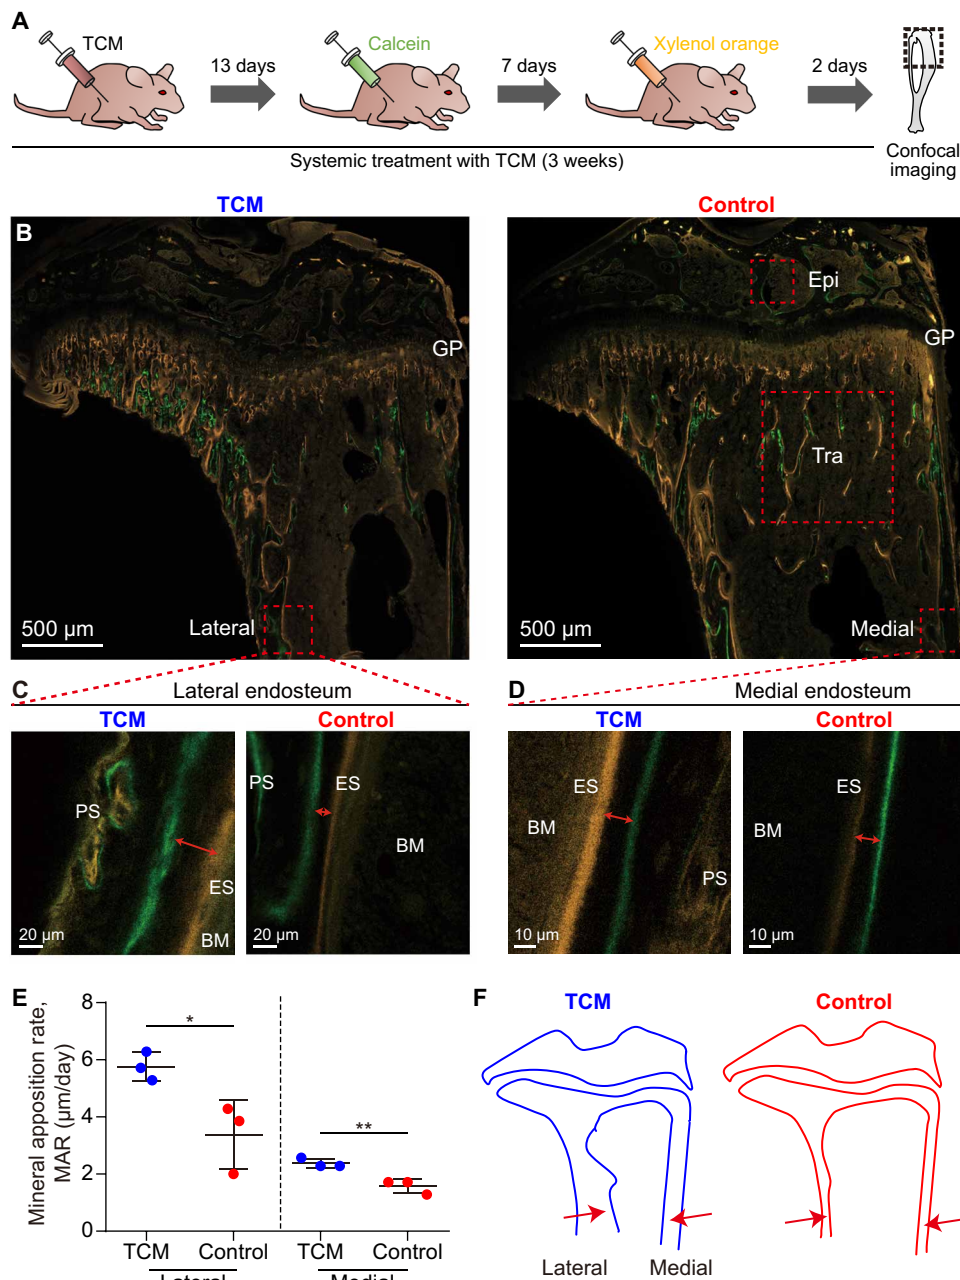 A
TCM
Calcein
Xylenol orange
13 days
7 days
2 days
Systemic treatment with TCM (3 weeks)
Confocal
imaging
TCM
Control
B
Epi
GP
GP
Tra
Lateral
Medial
500 µm
500 µm
C
Lateral endosteum
D
Medial endosteum
TCM
Control
TCM
Control
PS
ES
BM
20 µm
PS
ES
BM
20 µm
ES
BM
PS
10 µm
ES
BM
10 µm
E
Mineral apposition rate,
MAR (µm/day)
8
6
4
2
0
*
**
TCM
Control
TCM
Control
Lateral
Medial
F
TCM
Control
Lateral
Medial